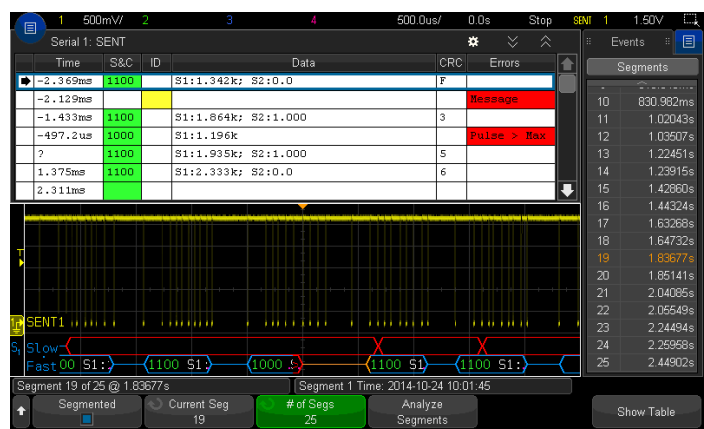 1 500mV/ 2 3 4 500.0us/ 0.0s Stop SENT 1 1.50V
Serial 1: SENT
Time S&C ID Data CRC Errors
-2.369ms 1100 S1:1.342k; S2:0.0 F
-2.129ms Message
-1.433ms 1100 S1:1.864k; S2:1.000 3
-497.2us 1000 S1:1.196k Pulse > Max
? 1100 S1:1.935k; S2:1.000 5
1.375ms 1100 S1:2.333k; S2:0.0 6
2.311ms
Events
Segments
10 830.982ms
11 1.02043s
12 1.03507s
13 1.22451s
14 1.23915s
15 1.42860s
16 1.44324s
17 1.63268s
18 1.64732s
19 1.83677s
20 1.85141s
21 2.04085s
22 2.05549s
23 2.24494s
24 2.25958s
25 2.44902s
T
SENT1
S1 Slow
Fast 00 S1: 1100 S1: 1000 S 1100 S1 1100 S1:
Segment 19 of 25 @ 1.83677s Segment 1 Time: 2014-10-24 10:01:45
Segmented
Current Seg
19
# of Segs
25
Analyze
Segments
Show Table